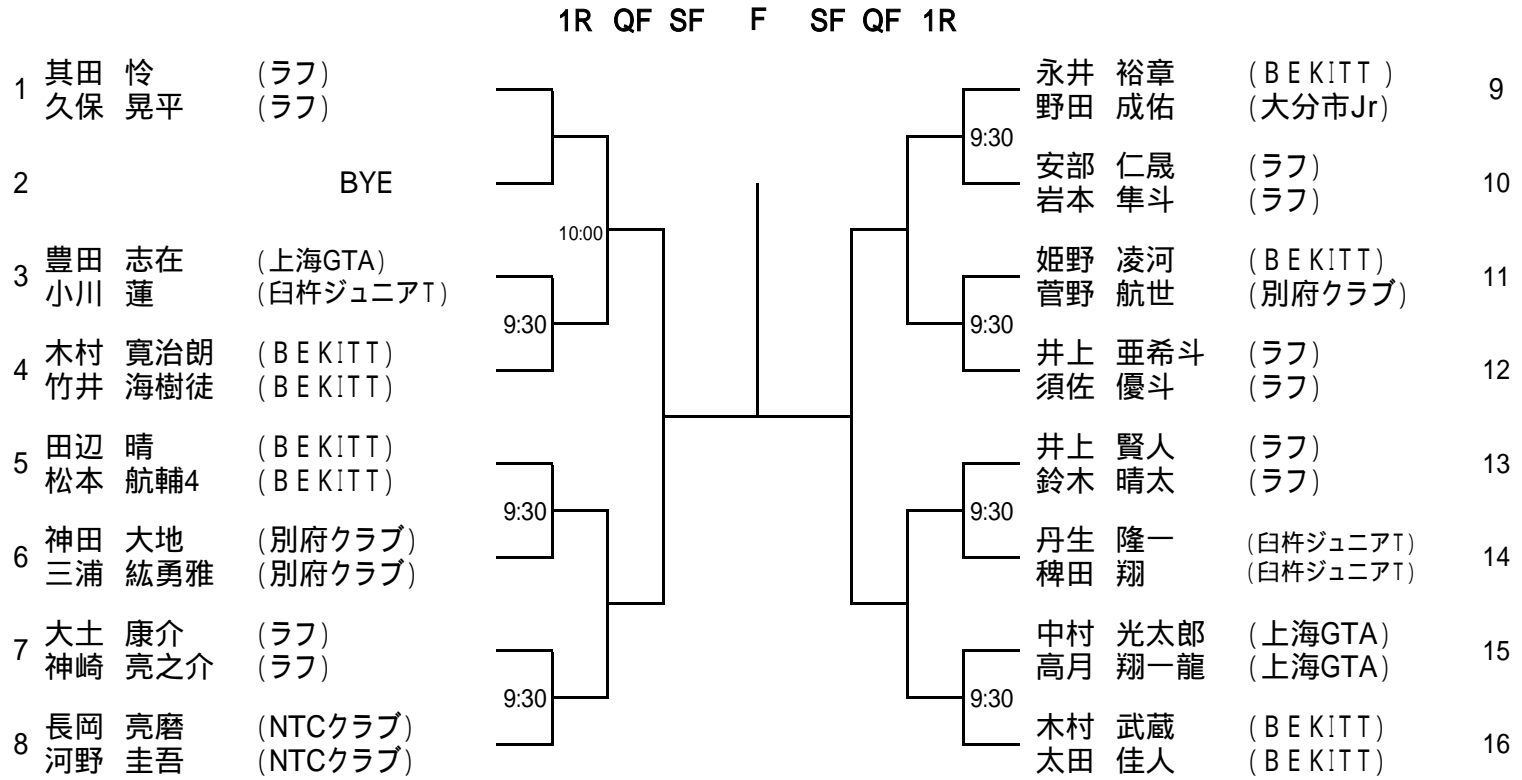 1R QF SF F SF QF 1R
1 其田 怜 (ラフ)
久保 晃平 (ラフ)
2 BYE
10:00
3 豊田 志在 (上海GTA)
小川 蓮 (臼杵ジュニアT)
9:30
4 木村 寛治朗 (BEKITT)
竹井 海樹徒 (BEKITT)
5 田辺 晴 (BEKITT)
松本 航輔4 (BEKITT)
9:30
6 神田 大地 (別府クラブ)
三浦 紘勇雅 (別府クラブ)
7 大土 康介 (ラフ)
神崎 亮之介 (ラフ)
9:30
8 長岡 亮磨 (NTCクラブ)
河野 圭吾 (NTCクラブ)
永井 裕章 (BEKITT) 9
野田 成佑 (大分市Jr)
9:30
安部 仁晟 (ラフ) 10
岩本 隼斗 (ラフ)
姫野 凌河 (BEKITT) 11
菅野 航世 (別府クラブ)
9:30
井上 亜希斗 (ラフ) 12
須佐 優斗 (ラフ)
井上 賢人 (ラフ) 13
鈴木 晴太 (ラフ)
9:30
丹生 隆一 (臼杵ジュニアT) 14
稗田 翔 (臼杵ジュニアT)
中村 光太郎 (上海GTA) 15
高月 翔一龍 (上海GTA)
9:30
木村 武蔵 (BEKITT) 16
太田 佳人 (BEKITT)